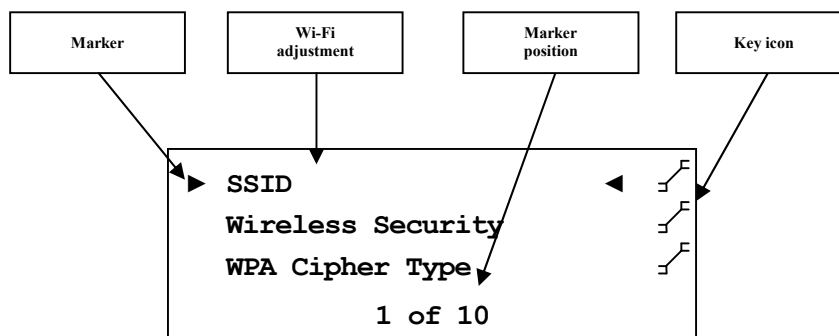 Marker
Wi-Fi
adjustment
Marker
position
Key icon
SSID
Wireless Security
WPA Cipher Type
1 of 10